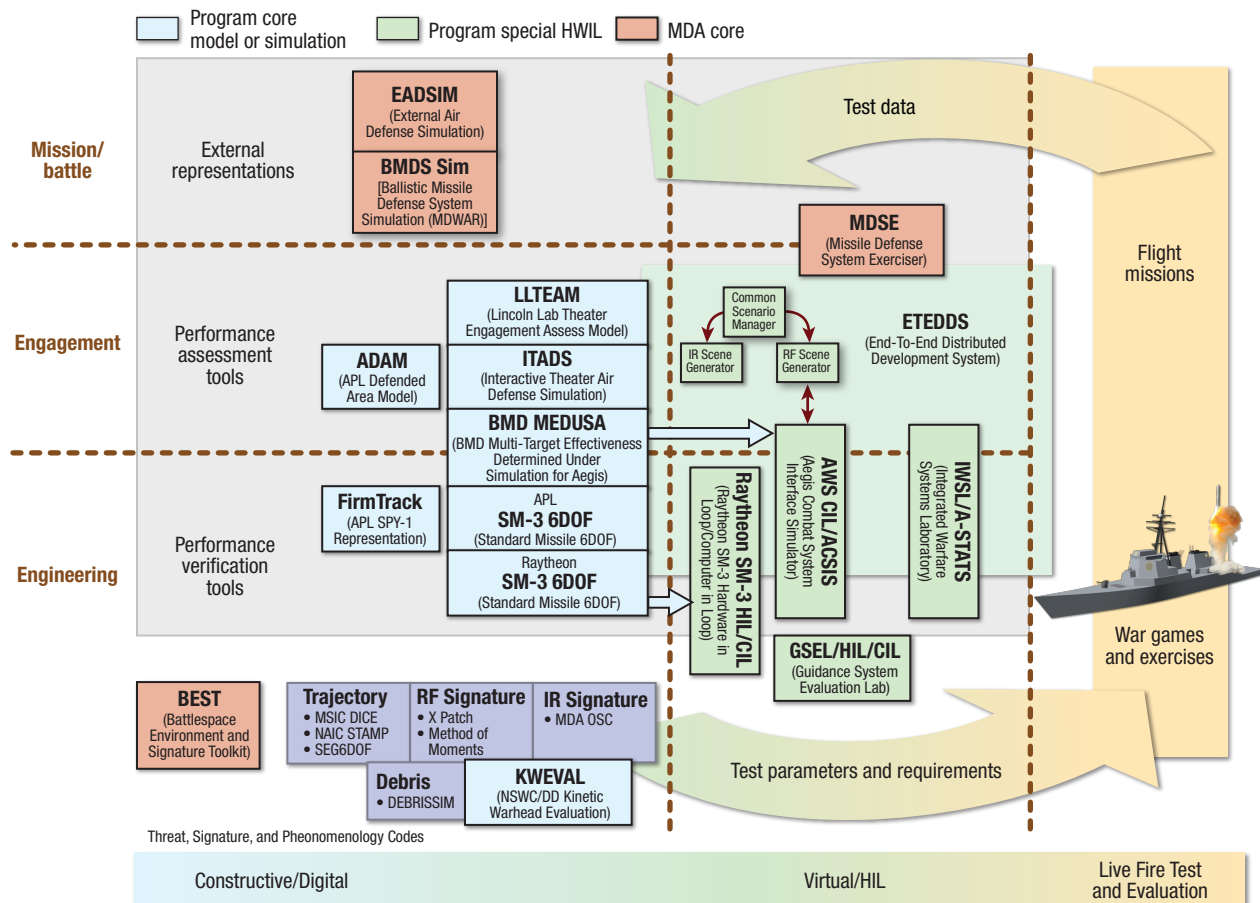 Program core
model or simulation
Program special HWIL
MDA core
Mission/
battle
External
representations
EADSIM
(External Air
Defense Simulation)
BMDS Sim
[Ballistic Missile
Defense System
Simulation (MDWAR)]
Test data
MDSE
(Missile Defense
System Exerciser)
Flight
missions
Engagement
Performance
assessment
tools
ADAM
(APL Defended
Area Model)
LLTEAM
(Lincoln Lab Theater
Engagement Assess Model)
ITADS
(Interactive Theater Air
Defense Simulation)
BMD MEDUSA
(BMD Multi-Target Effectiveness
Determined Under
Simulation for Aegis)
Common
Scenario
Manager
IR Scene
Generator
RF Scene
Generator
ETEDDS
(End-To-End Distributed
Development System)
Engineering
Performance
verification
tools
FirmTrack
(APL SPY-1
Representation)
APL
SM-3 6DOF
(Standard Missile 6DOF)
Raytheon
SM-3 6DOF
(Standard Missile 6DOF)
Raytheon SM-3 HIL/CIL
(Raytheon SM-3 Hardware in
Loop/Computer in Loop)
AWS CIL/ACSIS
(Aegis Combat System
Interface Simulator)
IWSL/A-STATS
(Integrated Warfare
Systems Laboratory)
GSEL/HIL/CIL
(Guidance System
Evaluation Lab)
War games
and exercises
BEST
(Battlespace
Environment and
Signature Toolkit)
Trajectory
• MSIC DICE
• NAIC STAMP
• SEG6DOF
RF Signature
• X Patch
• Method of
Moments
IR Signature
• MDA OSC
Debris
• DEBRISSIM
KWEVAL
(NSWC/DD Kinetic
Warhead Evaluation)
Test parameters and requirements
Threat, Signature, and Pheonomenology Codes
Constructive/Digital
Virtual/HIL
Live Fire Test
and Evaluation